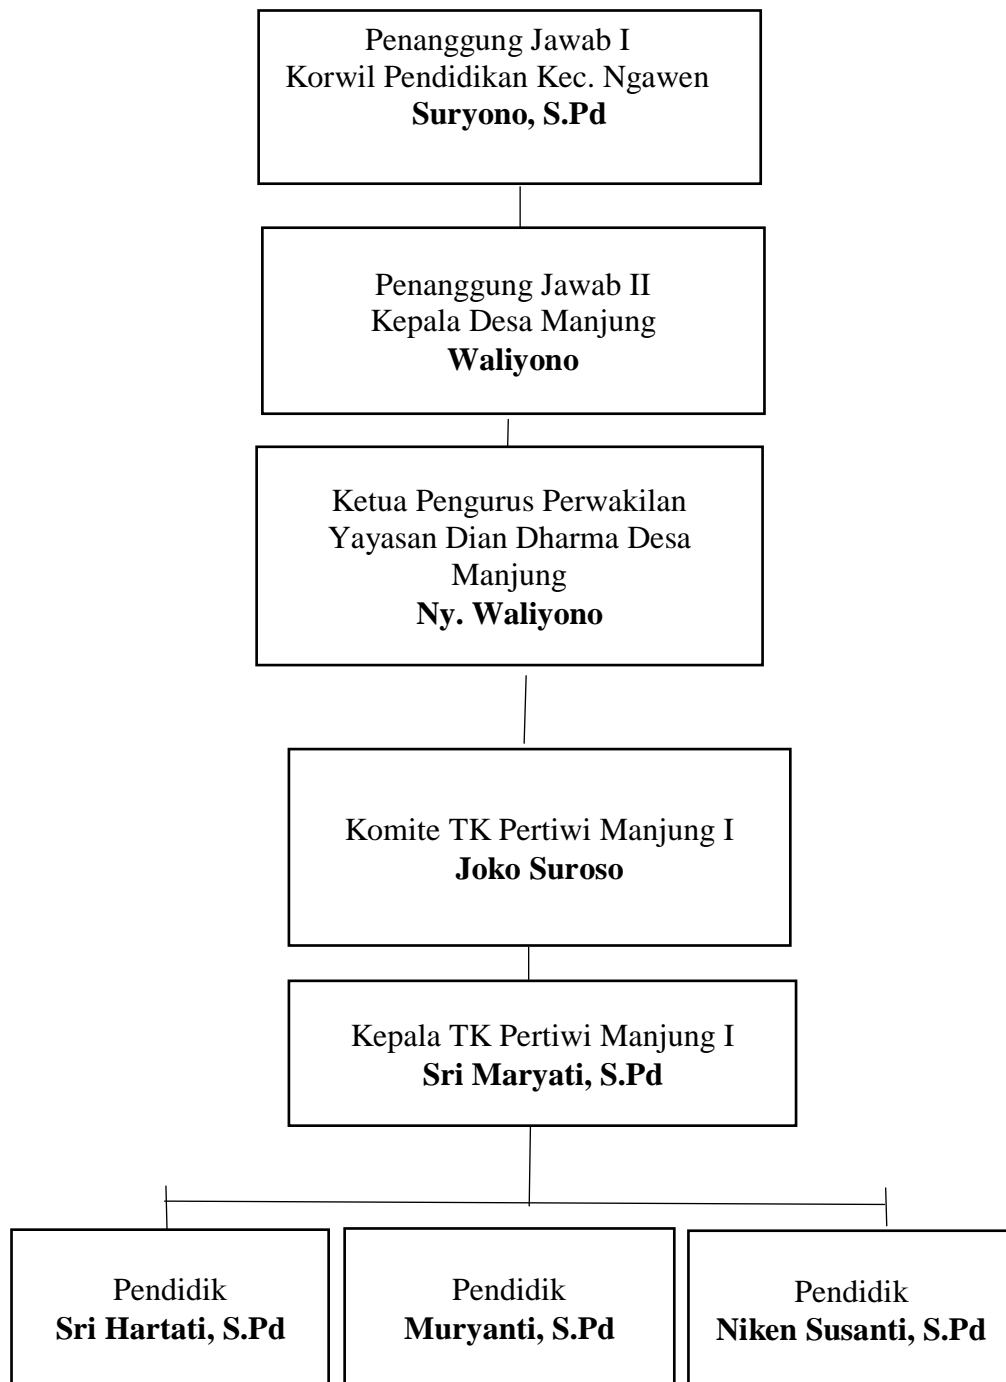 Penanggung Jawab I
Korwil Pendidikan Kec. Ngawen
Suryono, S.Pd
Penanggung Jawab II
Kepala Desa Manjung
Waliyono
Ketua Pengurus Perwakilan
Yayasan Dian Dharma Desa
Manjung
Ny. Waliyono
Komite TK Pertiwi Manjung I
Joko Suroso
Kepala TK Pertiwi Manjung I
Sri Maryati, S.Pd
Pendidik
Sri Hartati, S.Pd
Pendidik
Muryanti, S.Pd
Pendidik
Niken Susanti, S.Pd